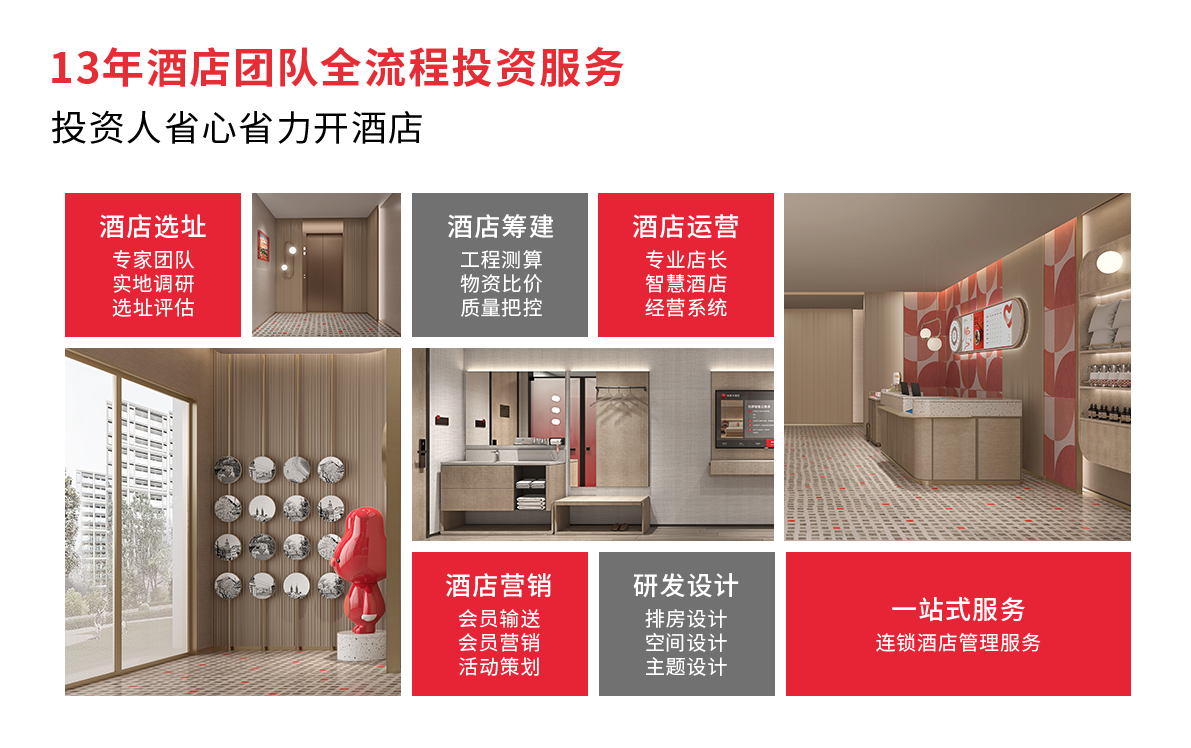 13年酒店团队全流程投资服务
投资人省心省力开酒店
酒店选址
专家团队
实地调研
选址评估
酒店筹建
工程测算
物资比价
质量把控
酒店运营
专业店长
智慧酒店
经营系统
酒店营销
会员输送
会员营销
活动策划
研发设计
排房设计
空间设计
主题设计
一站式服务
连锁酒店管理服务